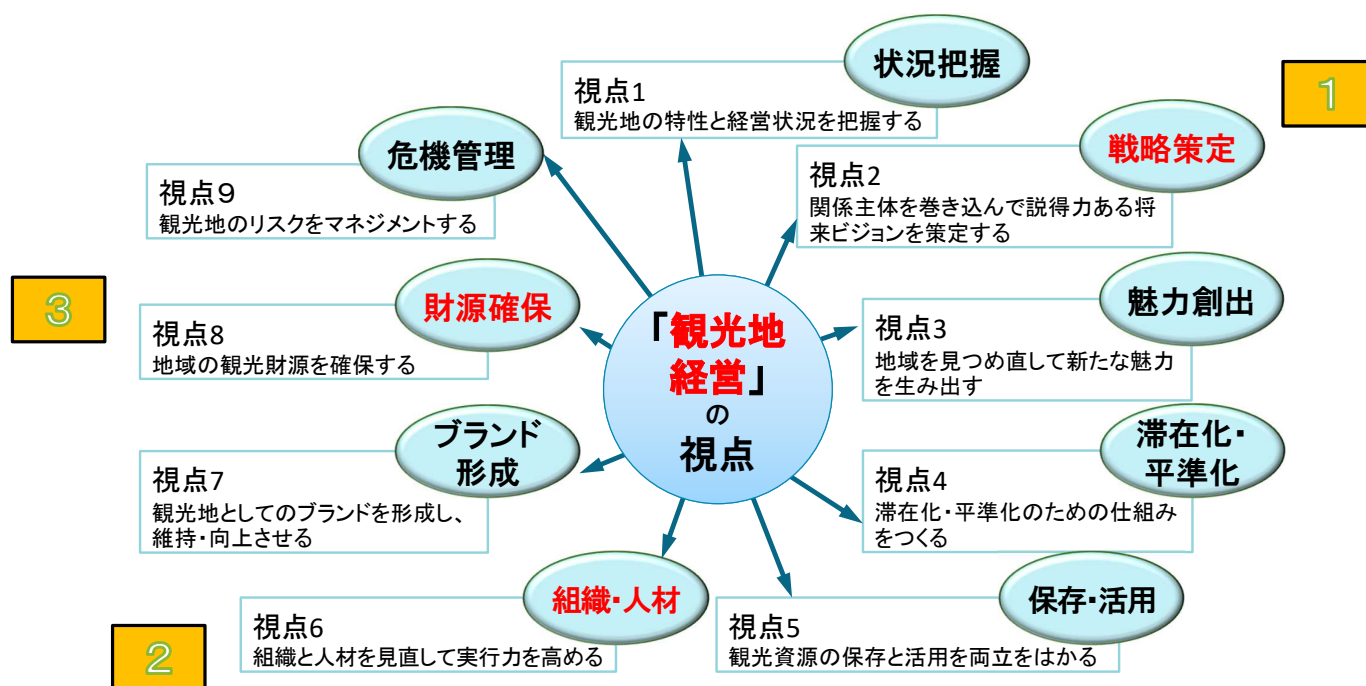 「観光地
経営」
の
視点
1
状況把握
視点1
観光地の特性と経営状況を把握する
戦略策定
視点2
関係主体を巻き込んで説得力ある将
来ビジョンを策定する
魅力創出
視点3
地域を見つめ直して新たな魅力
を生み出す
滞在化・
平準化
視点4
滞在化・平準化のための仕組み
をつくる
保存・活用
視点5
観光資源の保存と活用を両立をはかる
2
組織・人材
視点6
組織と人材を見直して実行力を高める
ブランド
形成
視点7
観光地としてのブランドを形成し、
維持・向上させる
3
財源確保
視点8
地域の観光財源を確保する
危機管理
視点９
観光地のリスクをマネジメントする